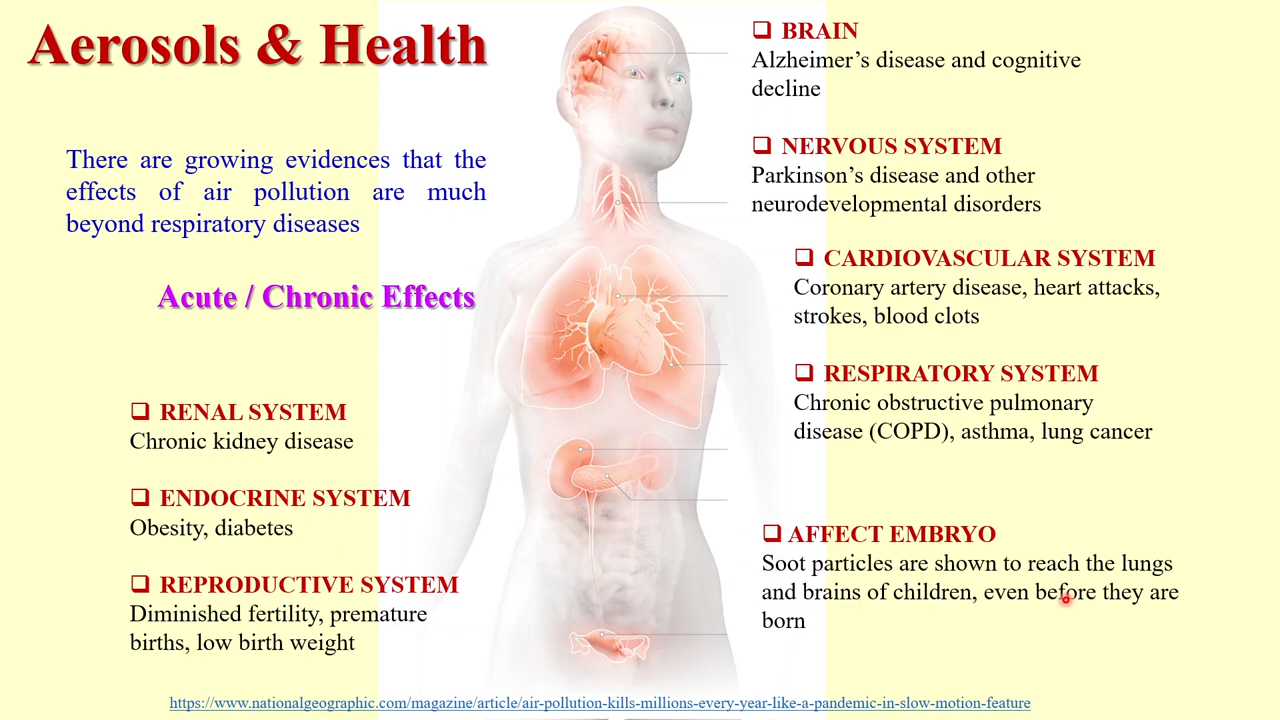 Aerosols & Health
There are growing evidences that the
effects of air pollution are much
beyond respiratory diseases
Acute / Chronic Effects
❑ RENAL SYSTEM
Chronic kidney disease
❑ ENDOCRINE SYSTEM
Obesity, diabetes
❑ REPRODUCTIVE SYSTEM
Diminished fertility, premature
births, low birth weight
❑ BRAIN
Alzheimer’s disease and cognitive
decline
❑ NERVOUS SYSTEM
Parkinson’s disease and other
neurodevelopmental disorders
❑ CARDIOVASCULAR SYSTEM
Coronary artery disease, heart attacks,
strokes, blood clots
❑ RESPIRATORY SYSTEM
Chronic obstructive pulmonary
disease (COPD), asthma, lung cancer
❑ AFFECT EMBRYO
Soot particles are shown to reach the lungs
and brains of children, even before they are
born
https://www.nationalgeographic.com/magazine/article/air-pollution-kills-millions-every-year-like-a-pandemic-in-slow-motion-feature